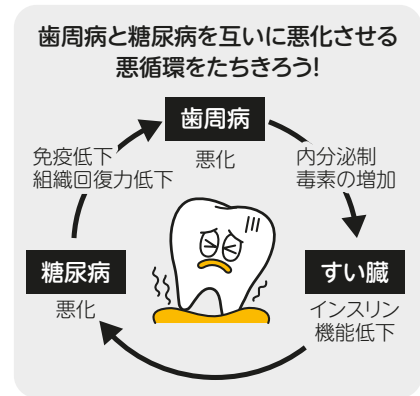 歯周病と糖尿病を互いに悪化させる
悪循環をたちきろう!
歯周病
悪化
免疫低下
組織回復力低下
内分泌制
毒素の増加
糖尿病
悪化
すい臓
インスリン
機能低下